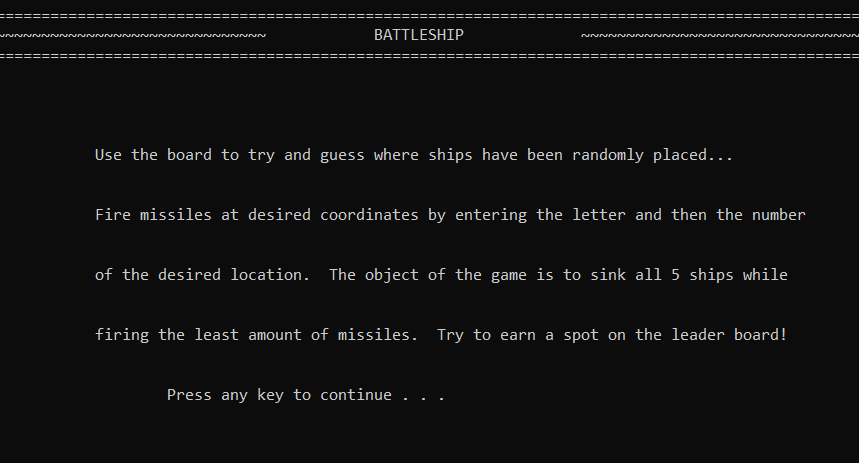 ================================================================================================
~~~~~~~~~~~~~~~~~~~~~~~~~~~~~~            BATTLESHIP             ~~~~~~~~~~~~~~~~~~~~~~~~~~~~~~~
================================================================================================
Use the board to try and guess where ships have been randomly placed...
Fire missiles at desired coordinates by entering the letter and then the number
of the desired location.  The object of the game is to sink all 5 ships while
firing the least amount of missiles.  Try to earn a spot on the leader board!
Press any key to continue . . .